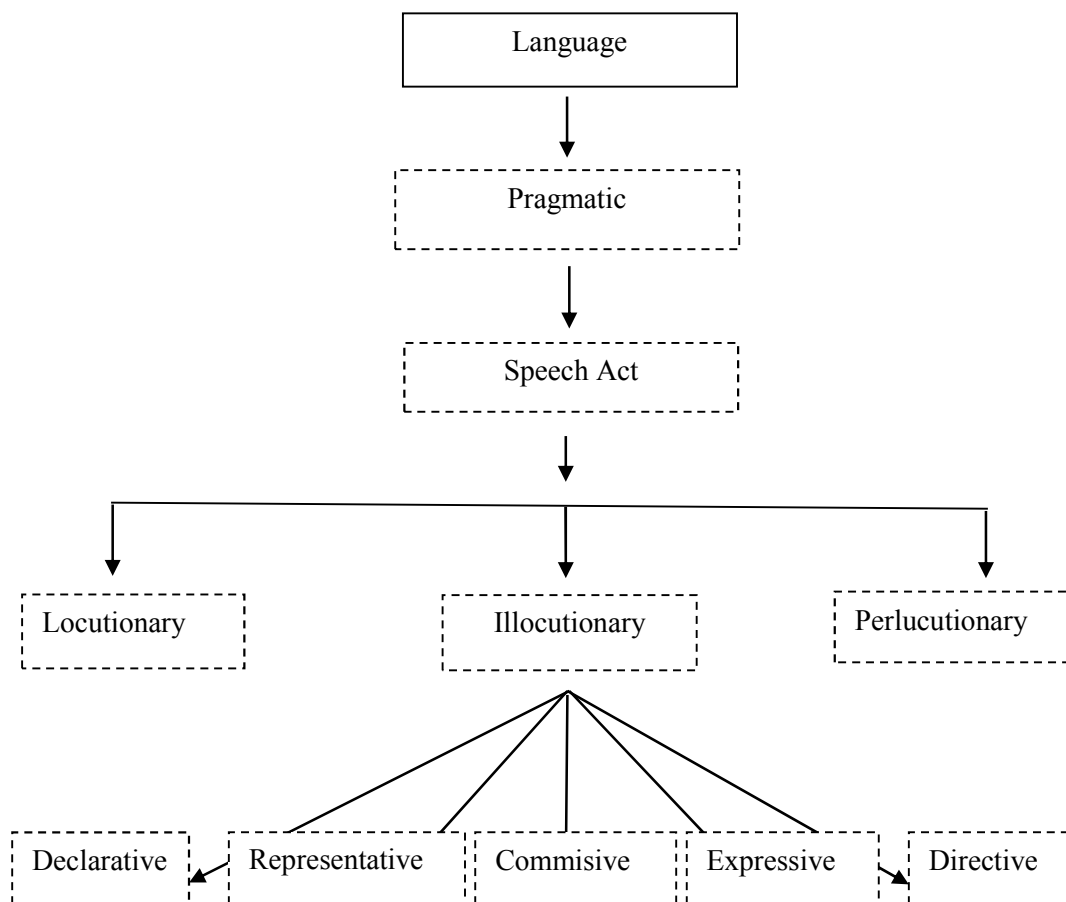 Language
Pragmatic
Speech Act
Locutionary
Illocutionary
Perlucutionary
Declarative
Representative
Commisive
Expressive
Directive